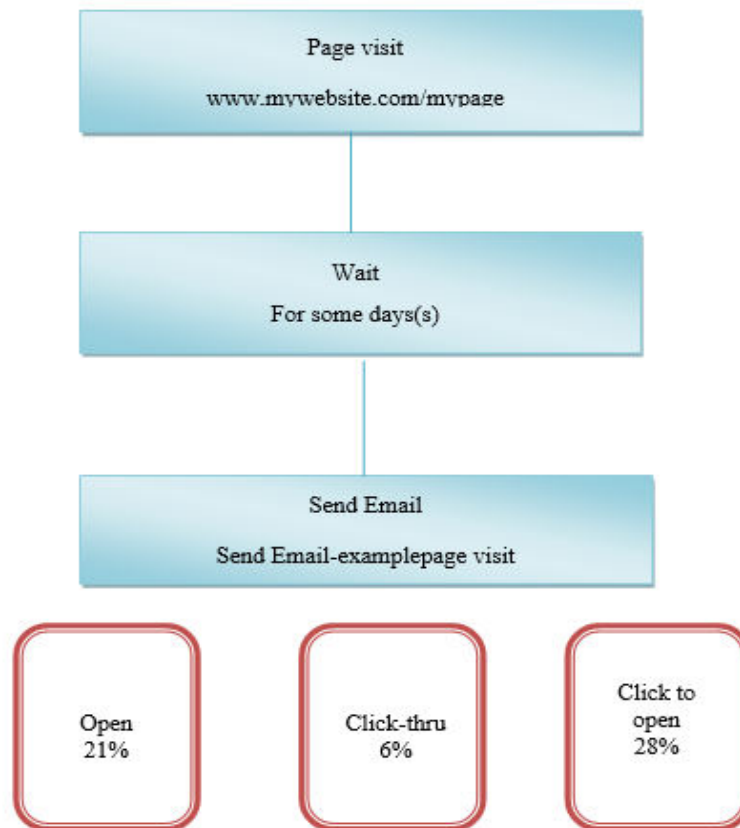 Page visit
www.mywebsite.com/mypage
Wait
For some days(s)
Send Email
Send Email-examplepage visit
Open
21%
Click-thru
6%
Click to
open
28%